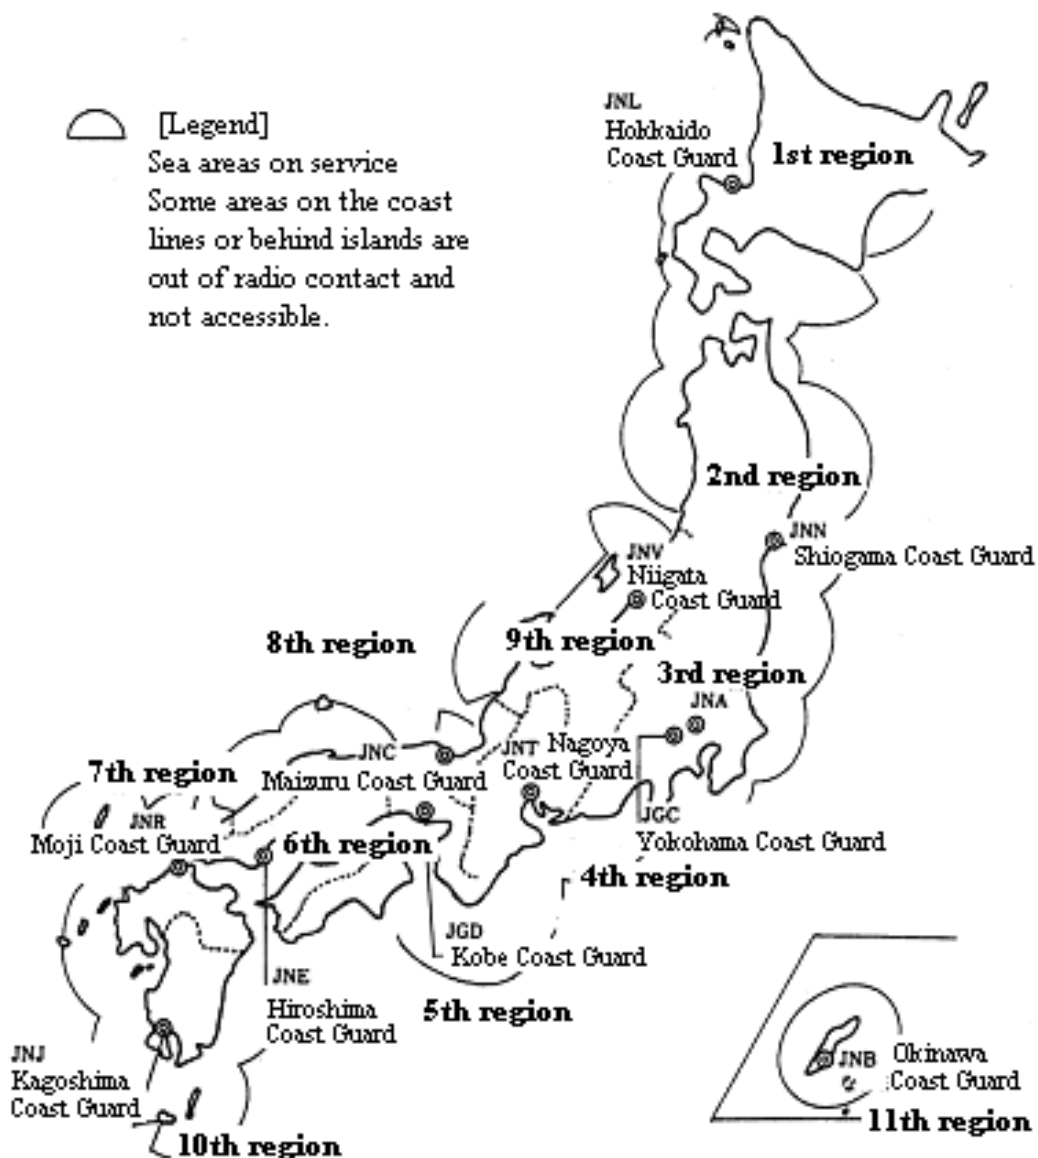 JNL
Hokkaido
Coast Guard
1st region
[Legend]
Sea areas on service
Some areas on the coast
lines or behind islands are
out of radio contact and
not accessible.
2nd region
JNN
Shiogama Coast Guard
JNV
Niigata
Coast Guard
8th region
9th region
3rd region
JNA
JNC
Maizuru Coast Guard
JNT Nagoya
Coast Guard
7th region
JNR
Moji Coast Guard
6th region
JGC
Yokohama Coast Guard
4th region
JGD
Kobe Coast Guard
JNE
Hiroshima
Coast Guard
5th region
JNJ
Kagoshima
Coast Guard
10th region
JNB Okinawa
Coast Guard
11th region